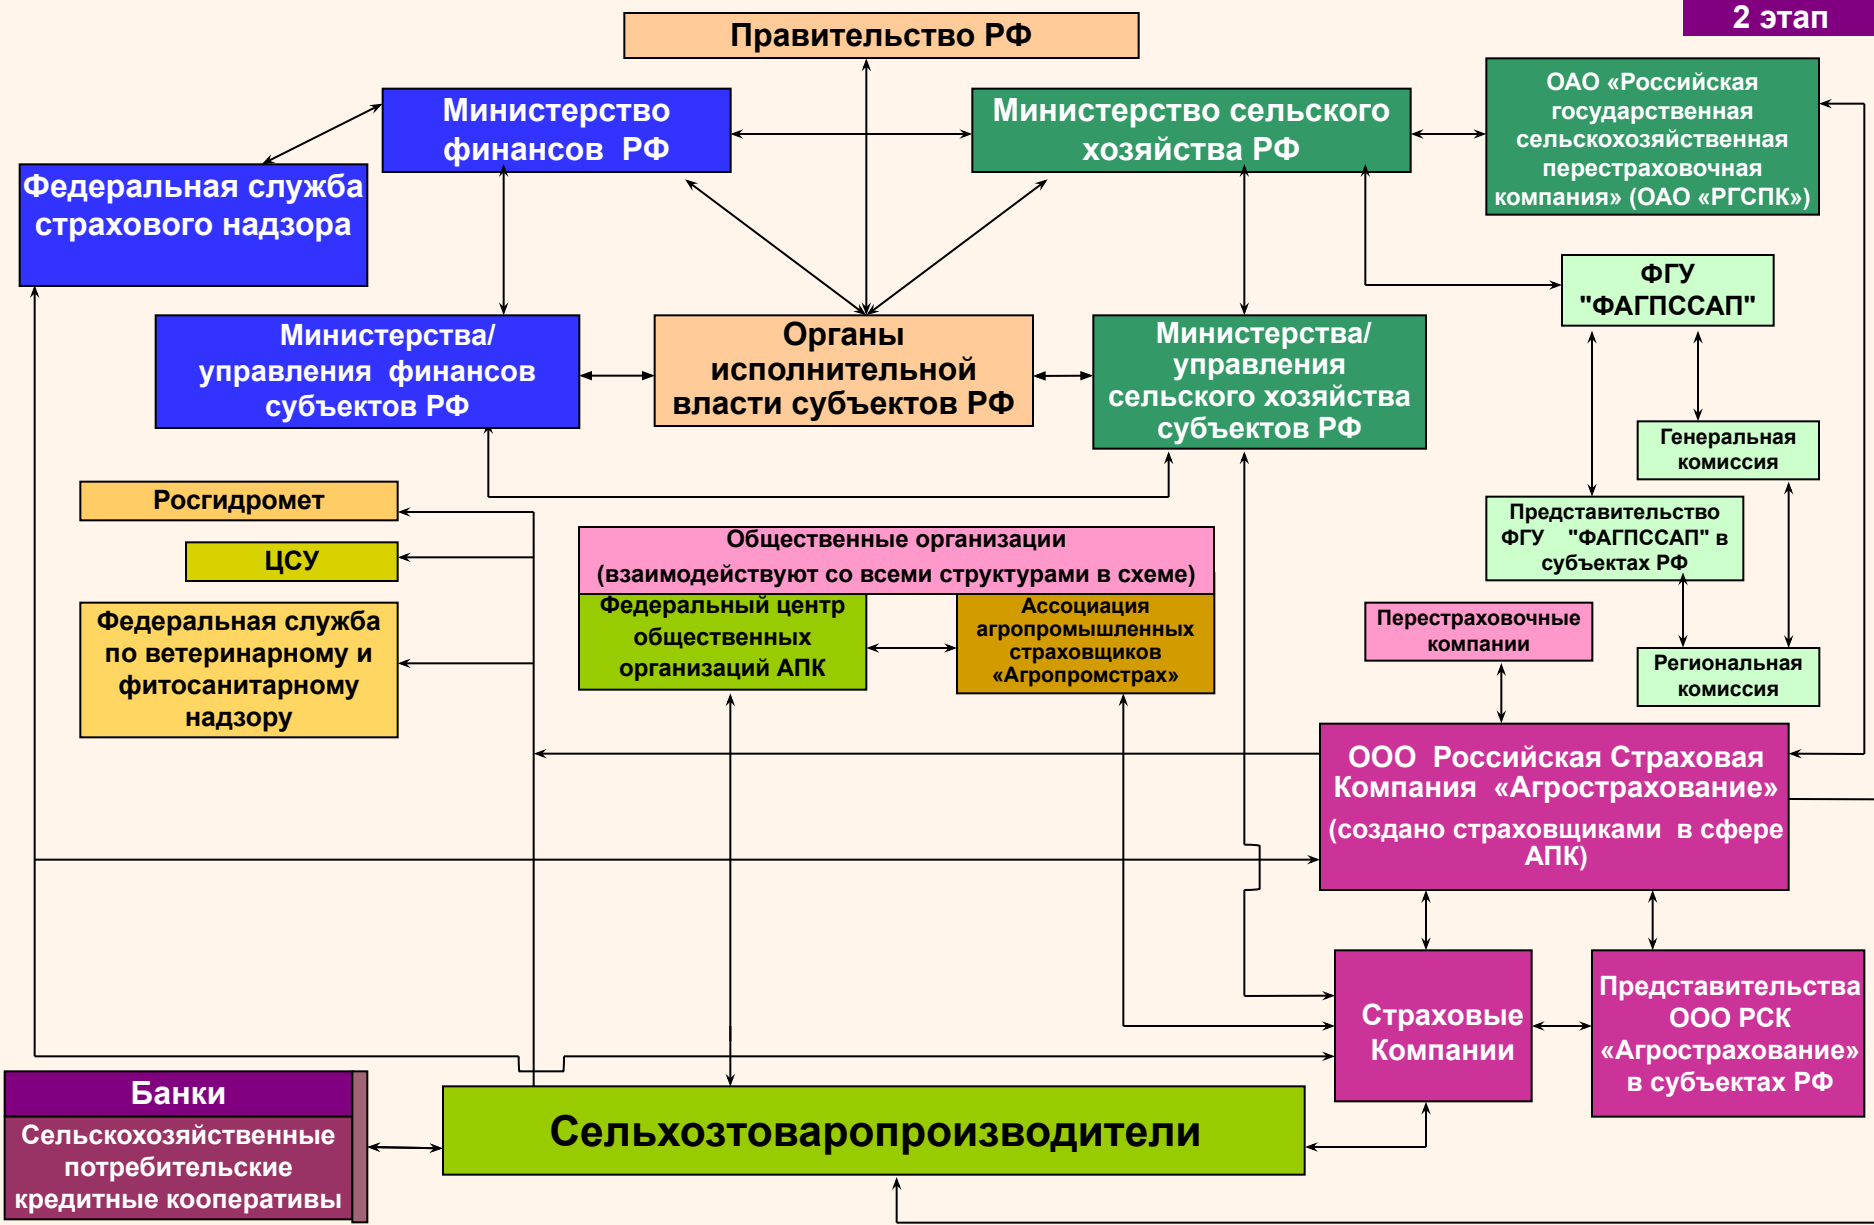 2 этап
Правительство РФ
Министерство
финансов РФ
Министерство сельского
хозяйства РФ
ОАО «Российская
государственная
сельскохозяйственная
перестраховочная
компания» (ОАО «РГСПК»)
Федеральная служба
страхового надзора
ФГУ
"ФАГПССАП"
Министерства/
управления финансов
субъектов РФ
Органы
исполнительной
власти субъектов РФ
Министерства/
управления
сельского хозяйства
субъектов РФ
Генеральная
комиссия
Росгидромет
Представительство
ФГУ "ФАГПССАП" в
субъектах РФ
ЦСУ
Общественные организации
(взаимодействуют со всеми структурами в схеме)
Федеральная служба
по ветеринарному и
фитосанитарному
надзору
Федеральный центр
общественных
организаций АПК
Ассоциация
агропромышленных
страховщиков
«Агропромстрах»
Перестраховочные
компании
Региональная
комиссия
ООО Российская Страховая
Компания «Агрострахование»
(создано страховщиками в сфере
АПК)
Страховые
Компании
Представительства
ООО РСК
«Агрострахование»
в субъектах РФ
Банки
Сельскохозяйственные
потребительские
кредитные кооперативы
Сельхозтоваропроизводители